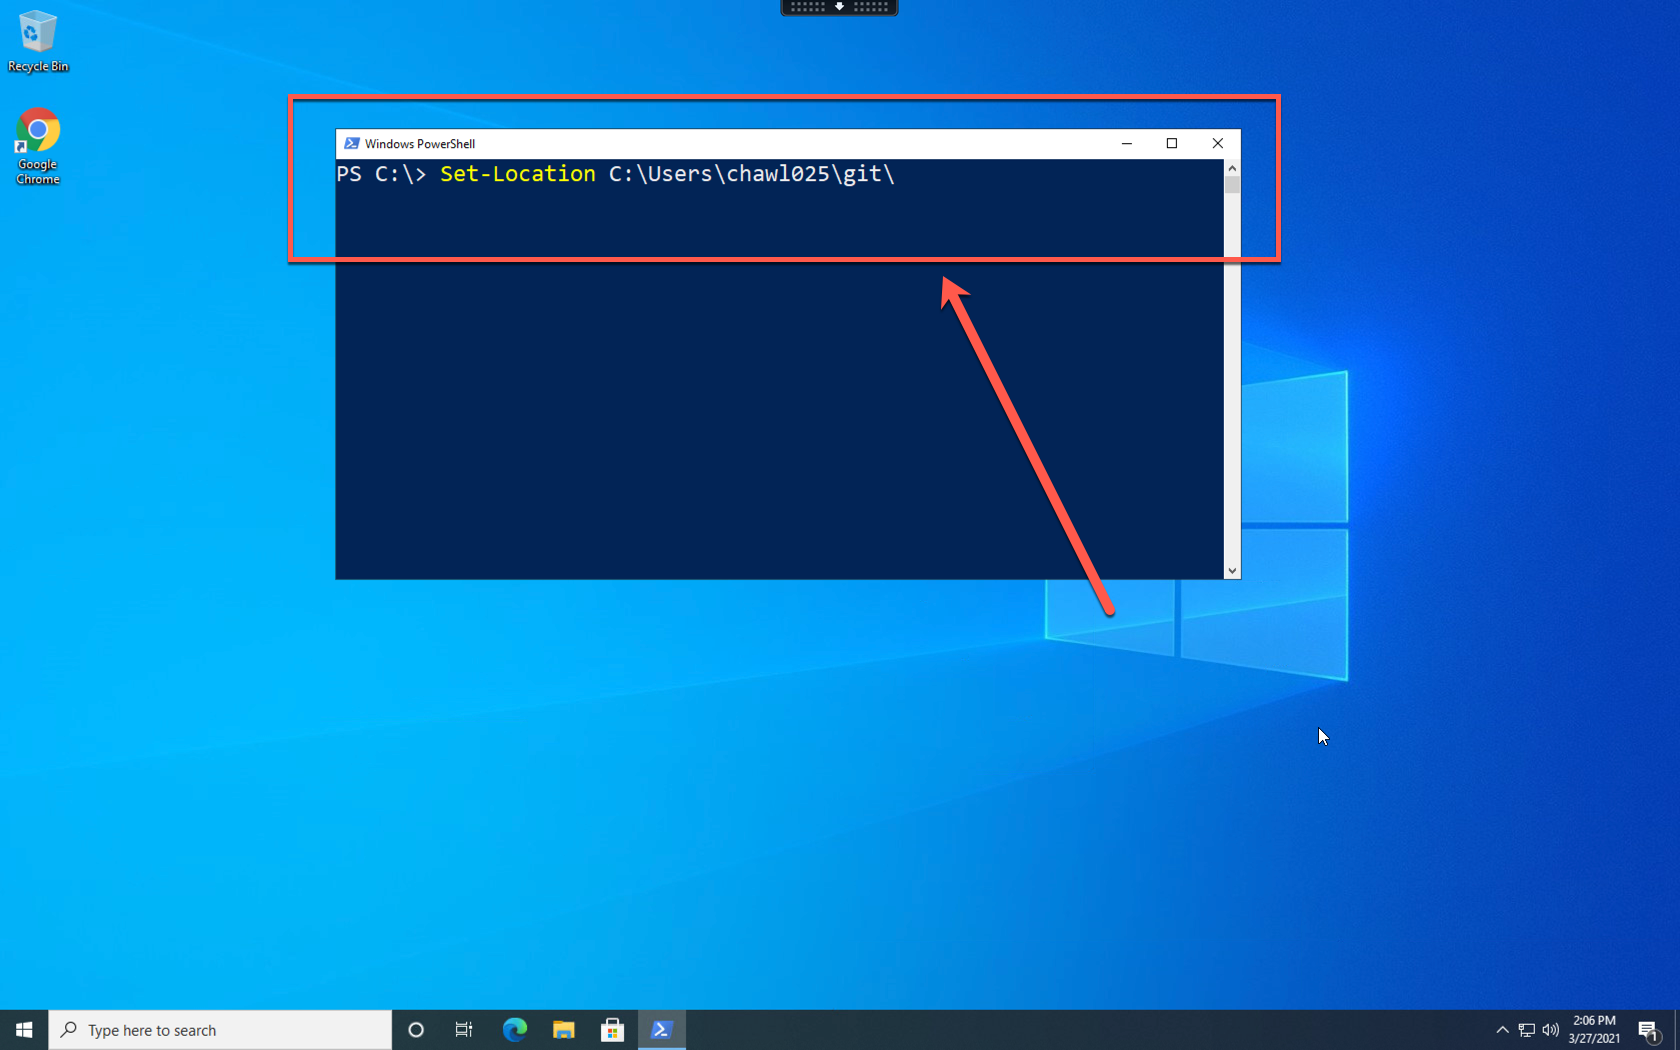 Recycle Bin
Google
Chrome
Windows PowerShell
PS C:\> Set-Location C:\Users\chawl025\git\
Type here to search
2:06 PM
3/27/2021
1